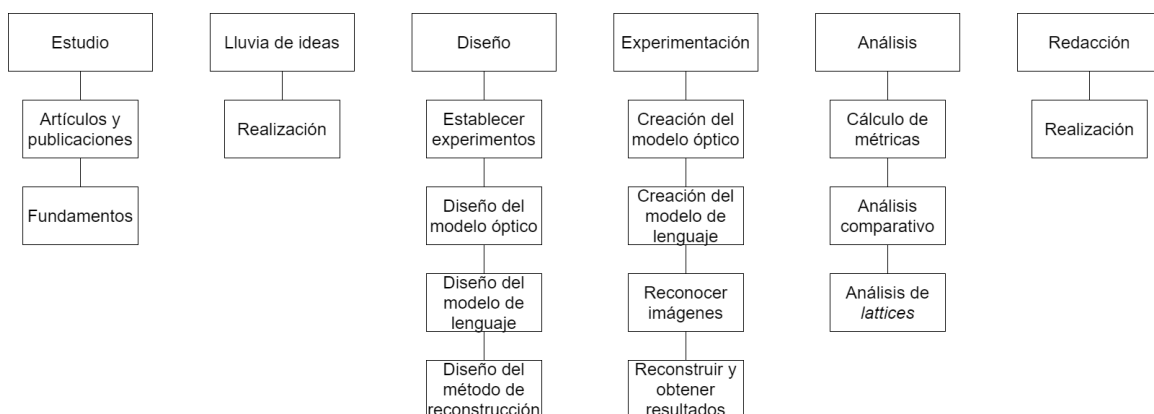 Estudio
Artículos y
publicaciones
Fundamentos
Lluvia de ideas
Realización
Diseño
Establecer
experimentos
Diseño del
modelo óptico
Diseño del
modelo de
lenguaje
Diseño del
método de
reconstrucción
Experimentación
Creación del
modelo óptico
Creación del
modelo de
lenguaje
Reconocer
imágenes
Reconstruir y
obtener
resultados
Análisis
Cálculo de
métricas
Análisis
comparativo
Análisis de
lattices
Redacción
Realización